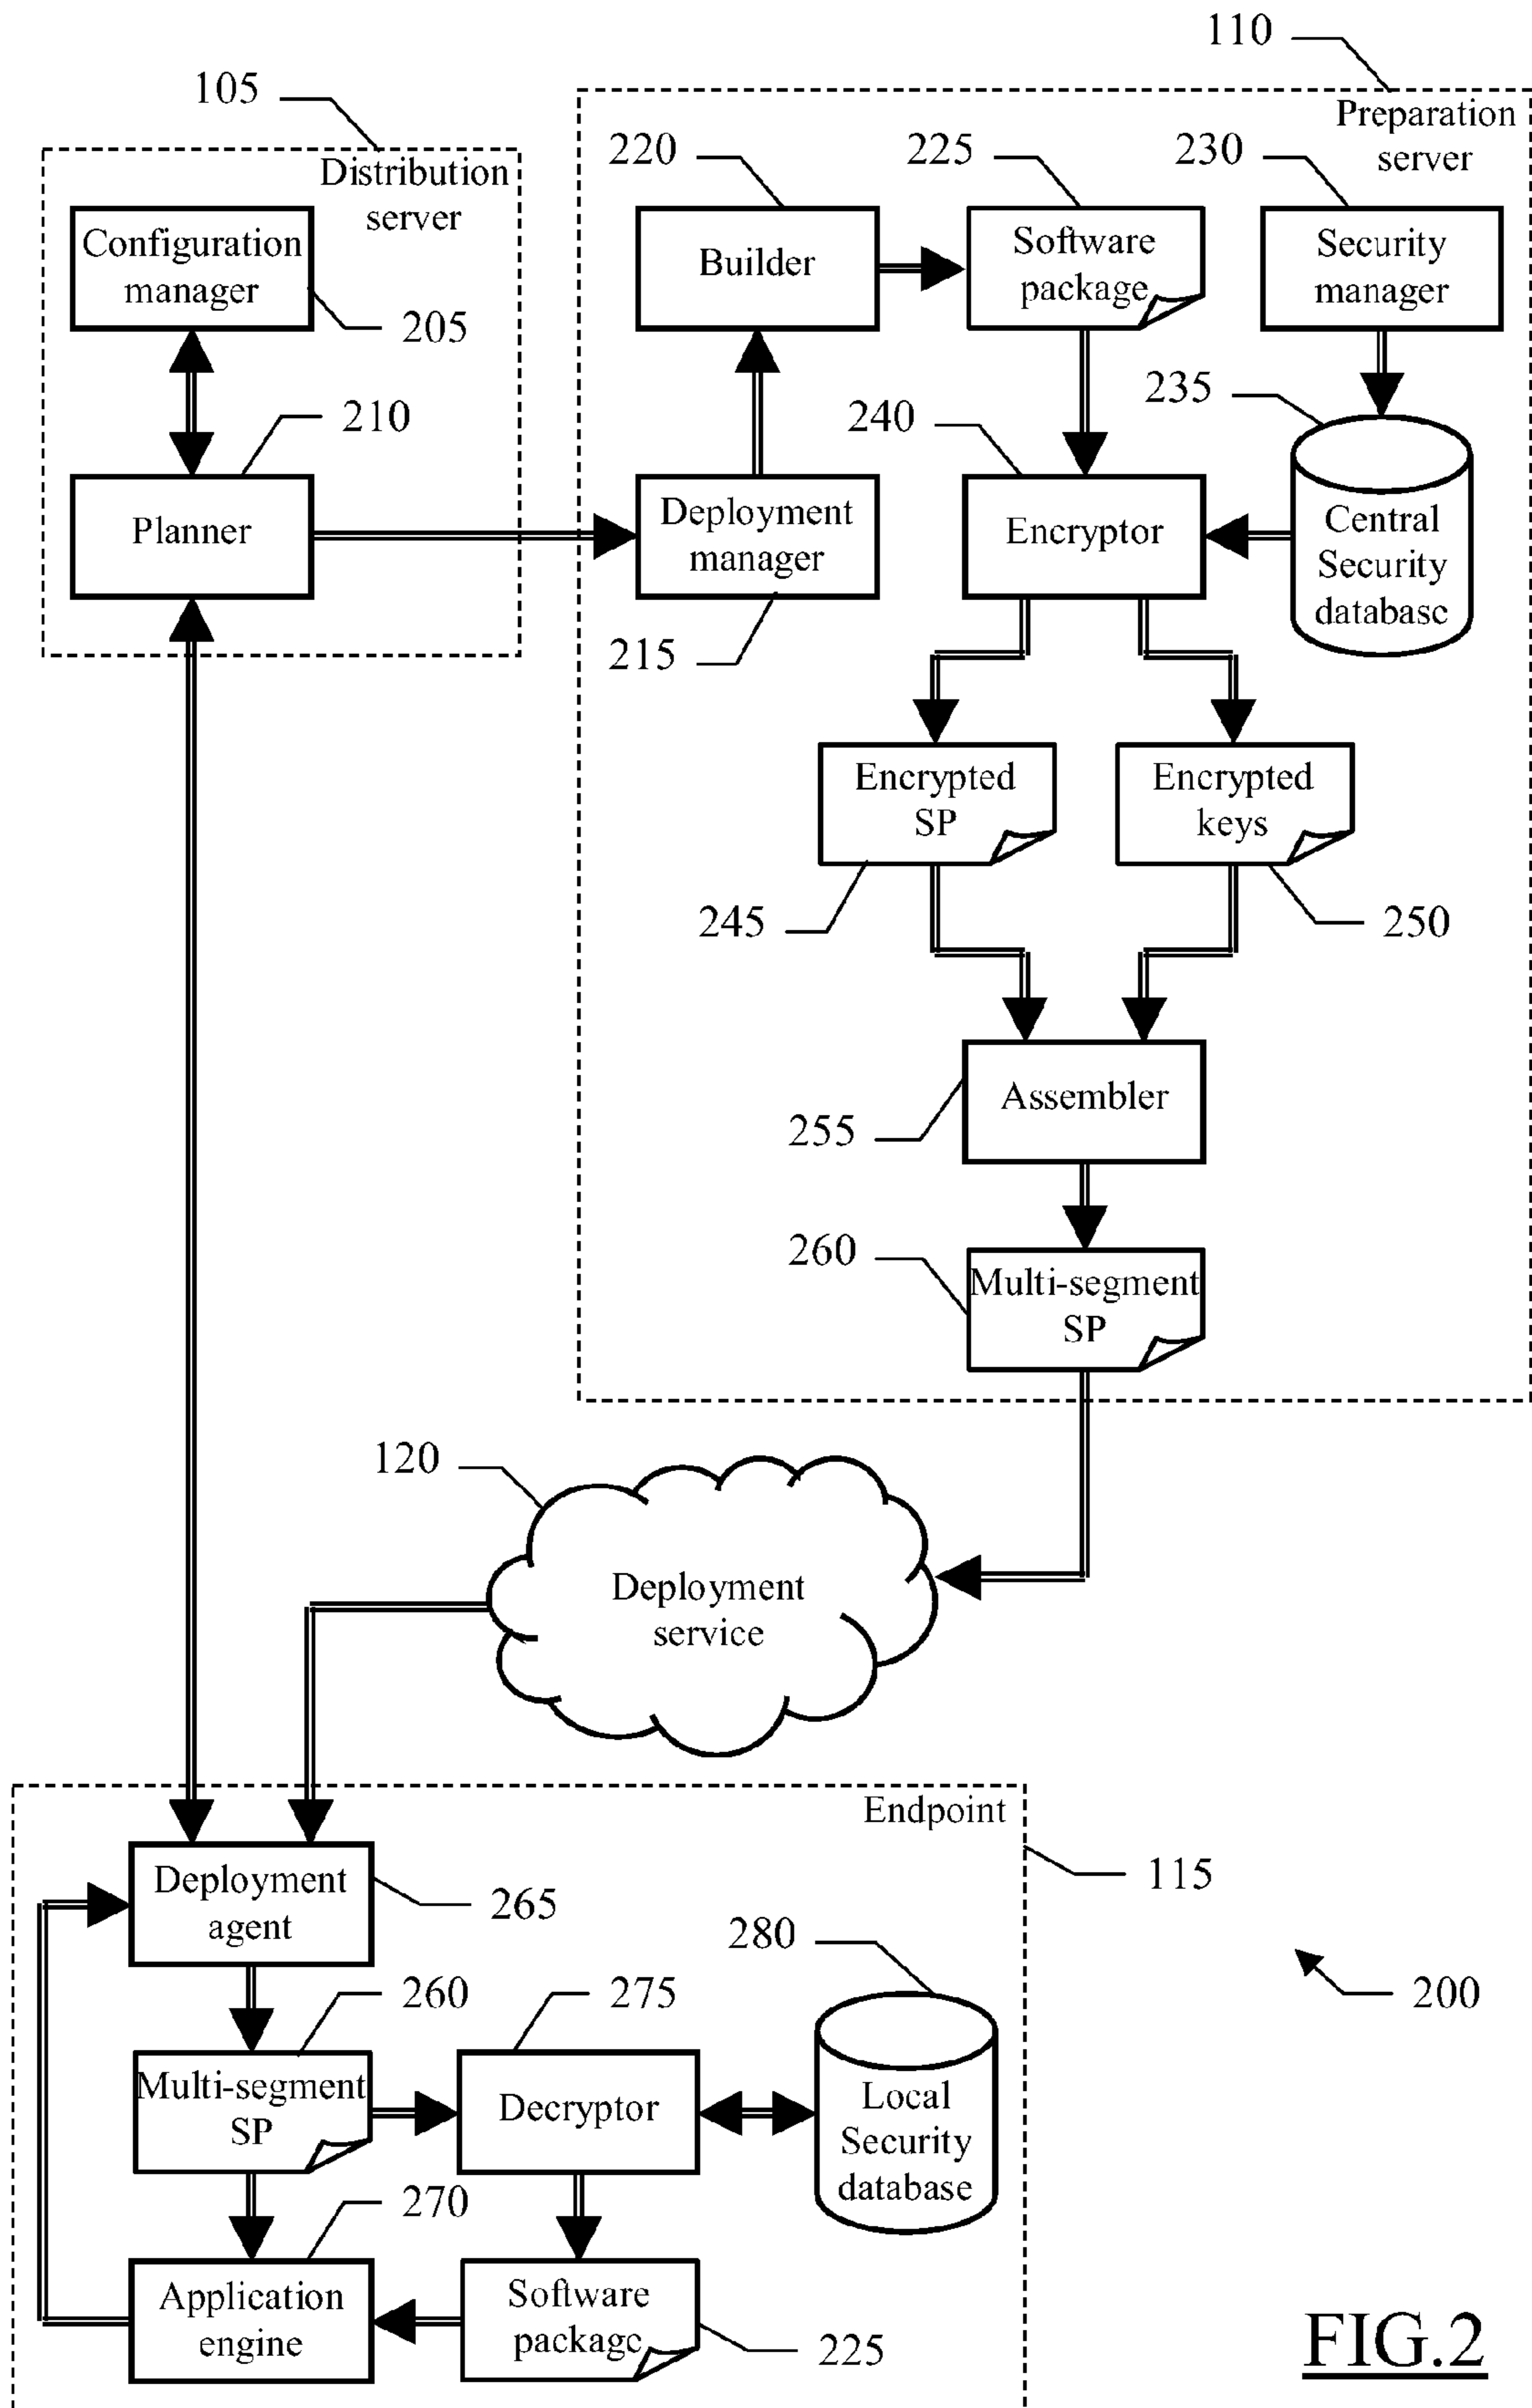 110
Preparation
server
105
Distribution
server
220
225
230
Configuration
manager
205
Builder
Software
package
Security
manager
210
240
235
Planner
Deployment
manager
Encryptor
Central
Security
database
215
Encrypted
SP
Encrypted
keys
245
250
Assembler
255
260
Multi-segment
SP
120
Deployment
service
Endpoint
115
Deployment
agent
265
280
200
260
275
Multi-segment
SP
Decryptor
Local
Security
database
270
Application
engine
Software
package
225
FIG.2